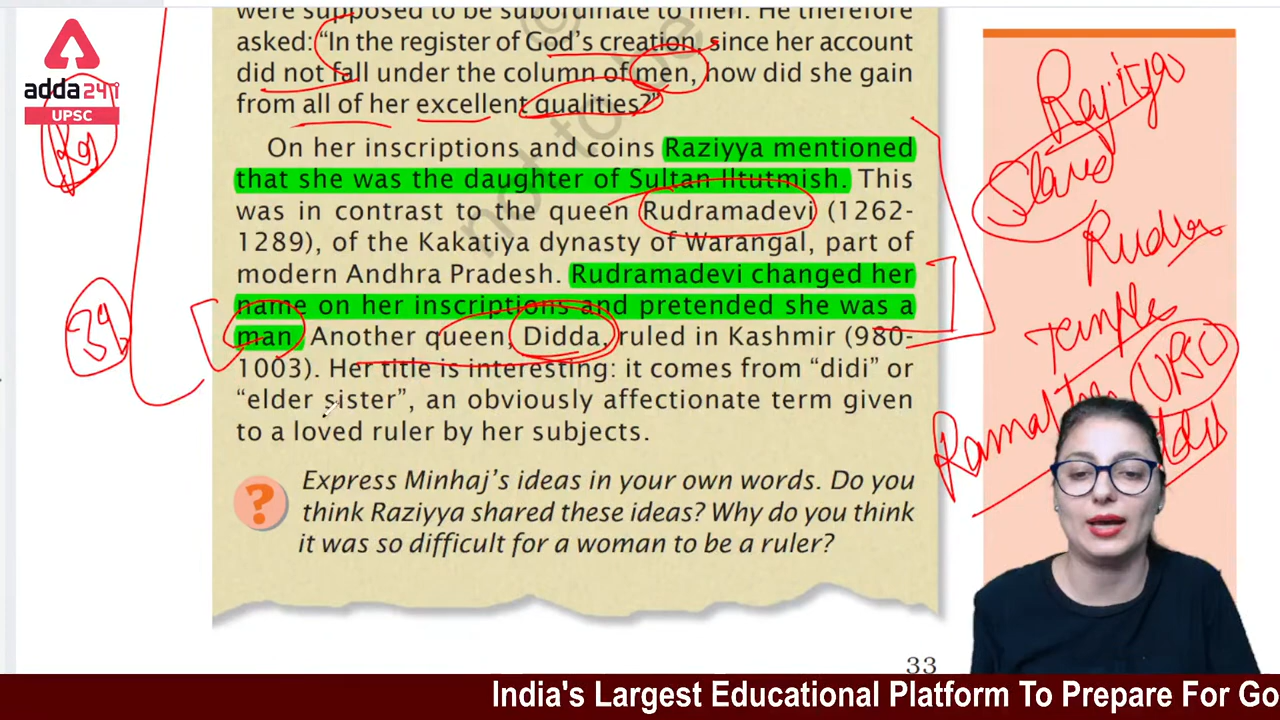 were supposed to be subordinate to men. He therefore
asked: “In the register of God’s creation, since her account
did not fall under the column of men, how did she gain
from all of her excellent qualities?”
On her inscriptions and coins Raziyya mentioned
that she was the daughter of Sultan Iltutmish. This
was in contrast to the queen Rudramadevi (1262-
1289), of the Kakatiya dynasty of Warangal, part of
modern Andhra Pradesh. Rudramadevi changed her
name on her inscriptions and pretended she was a
man. Another queen, Didda, ruled in Kashmir (980-
1003). Her title is interesting: it comes from “didi” or
“elder sister”, an obviously affectionate term given
to a loved ruler by her subjects.
? Express Minhaj’s ideas in your own words. Do you
think Raziyya shared these ideas? Why do you think
it was so difficult for a woman to be a ruler?
33
not to be
adda247
UPSC
Slave
Temple
UPSC
India's Largest Educational Platform To Prepare For Go